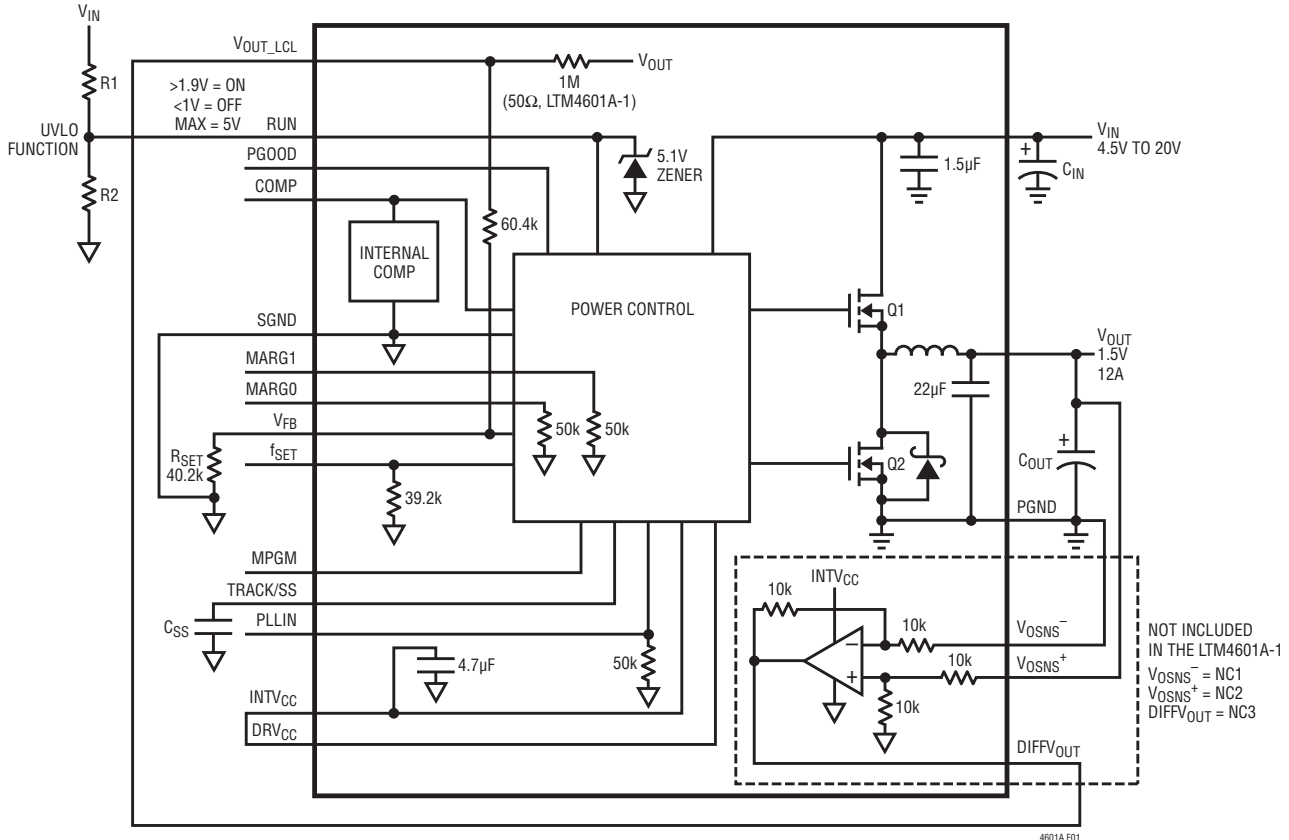 VIN
VOUT_LCL
VOUT
1M
(50Ω, LTM4601A-1)
R1
>1.9V = ON
<1V = OFF
MAX = 5V
RUN
UVLO
FUNCTION
PGOOD
COMP
R2
5.1V
ZENER
1.5µF
VIN
4.5V TO 20V
+
CIN
60.4k
INTERNAL
COMP
POWER CONTROL
Q1
SGND
MARG1
MARG0
VFB
fSET
RSET
40.2k
39.2k
50k
50k
22µF
VOUT
1.5V
12A
Q2
+
COUT
PGND
MPGM
TRACK/SS
CSS
PLLIN
4.7µF
50k
INTVCC
DRVCC
INTVCC
10k
10k
–
+
10k
10k
VOSNS–
VOSNS+
DIFFVOUT
NOT INCLUDED
IN THE LTM4601A-1
VOSNS– = NC1
VOSNS+ = NC2
DIFFVOUT = NC3
4601A F01